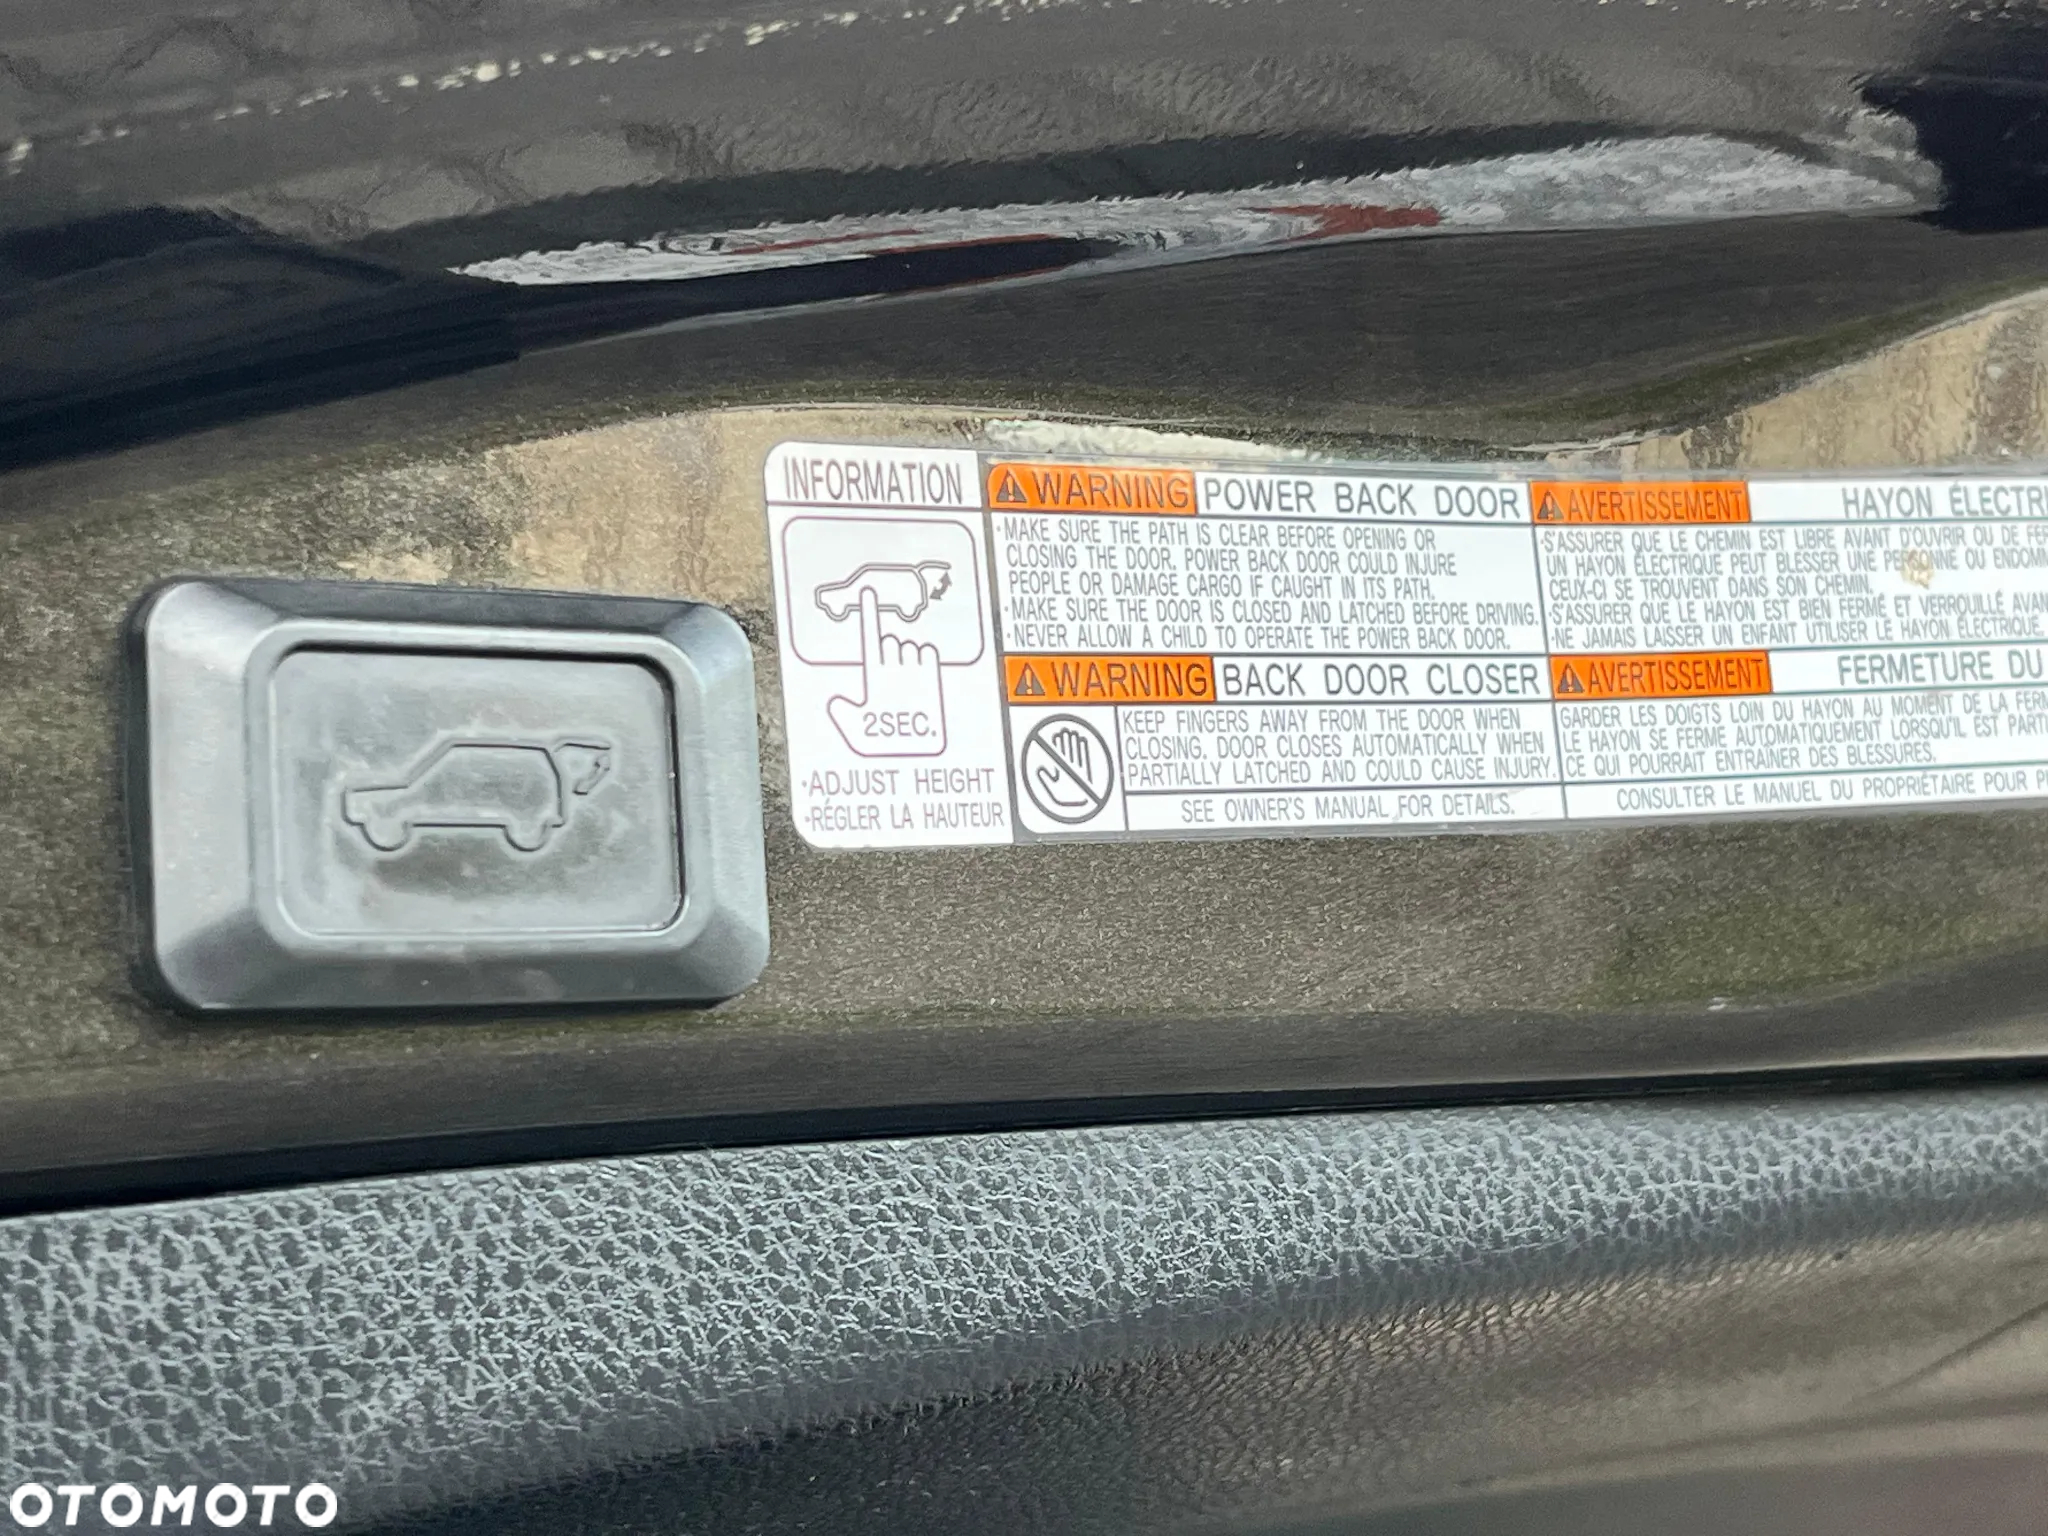 INFORMATION
2SEC.
·ADJUST HEIGHT
·RÉGLER LA HAUTEUR
WARNING POWER BACK DOOR
·MAKE SURE THE PATH IS CLEAR BEFORE OPENING OR
CLOSING THE DOOR. POWER BACK DOOR COULD INJURE
PEOPLE OR DAMAGE CARGO IF CAUGHT IN ITS PATH.
·MAKE SURE THE DOOR IS CLOSED AND LATCHED BEFORE DRIVING.
·NEVER ALLOW A CHILD TO OPERATE THE POWER BACK DOOR.
WARNING BACK DOOR CLOSER
KEEP FINGERS AWAY FROM THE DOOR WHEN
CLOSING. DOOR CLOSES AUTOMATICALLY WHEN
PARTIALLY LATCHED AND COULD CAUSE INJURY.
SEE OWNER'S MANUAL FOR DETAILS.
AVERTISSEMENT HAYON ÉLECTRI
·S'ASSURER QUE LE CHEMIN EST LIBRE AVANT D'OUVRIR OU DE FER
UN HAYON ÉLECTRIQUE PEUT BLESSER UNE PERSONNE OU ENDOMM
CEUX-CI SE TROUVENT DANS SON CHEMIN.
·S'ASSURER QUE LE HAYON EST BIEN FERMÉ ET VERROUILLÉ AVAN
·NE JAMAIS LAISSER UN ENFANT UTILISER LE HAYON ÉLECTRIQUE.
AVERTISSEMENT FERMETURE DU
GARDER LES DOIGTS LOIN DU HAYON AU MOMENT DE LA FERM
LE HAYON SE FERME AUTOMATIQUEMENT LORSQU'IL EST PARTI
CE QUI POURRAIT ENTRAÎNER DES BLESSURES.
CONSULTER LE MANUEL DU PROPRIÉTAIRE POUR P
OTOMOTO